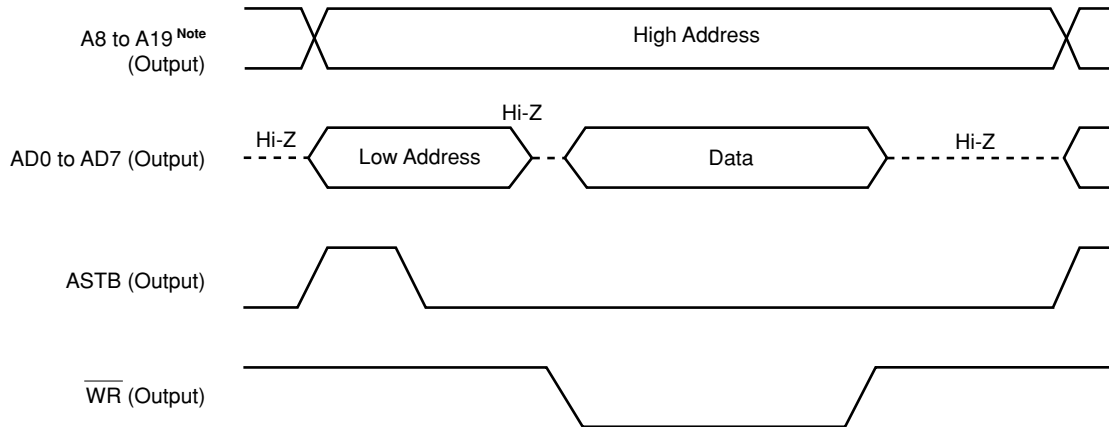 A8 to A19 Note
(Output)
High Address
Hi-Z
Hi-Z
AD0 to AD7 (Output)
Low Address
Data
Hi-Z
ASTB (Output)
WR (Output)